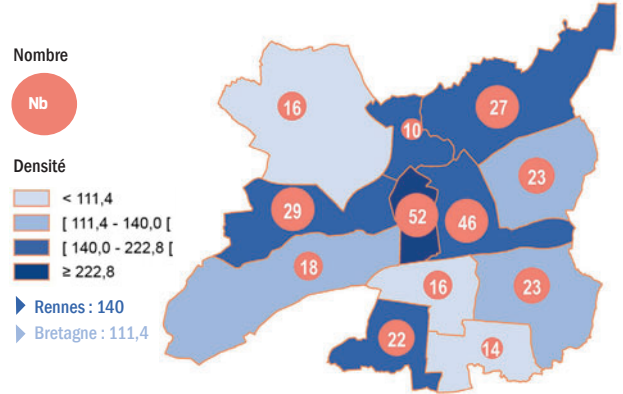 Nombre
Nb
Densité
< 111,4
[ 111,4 - 140,0 [
[ 140,0 - 222,8 [
≥ 222,8
Rennes : 140
Bretagne : 111,4
16
27
10
23
29
52
46
18
16
23
22
14